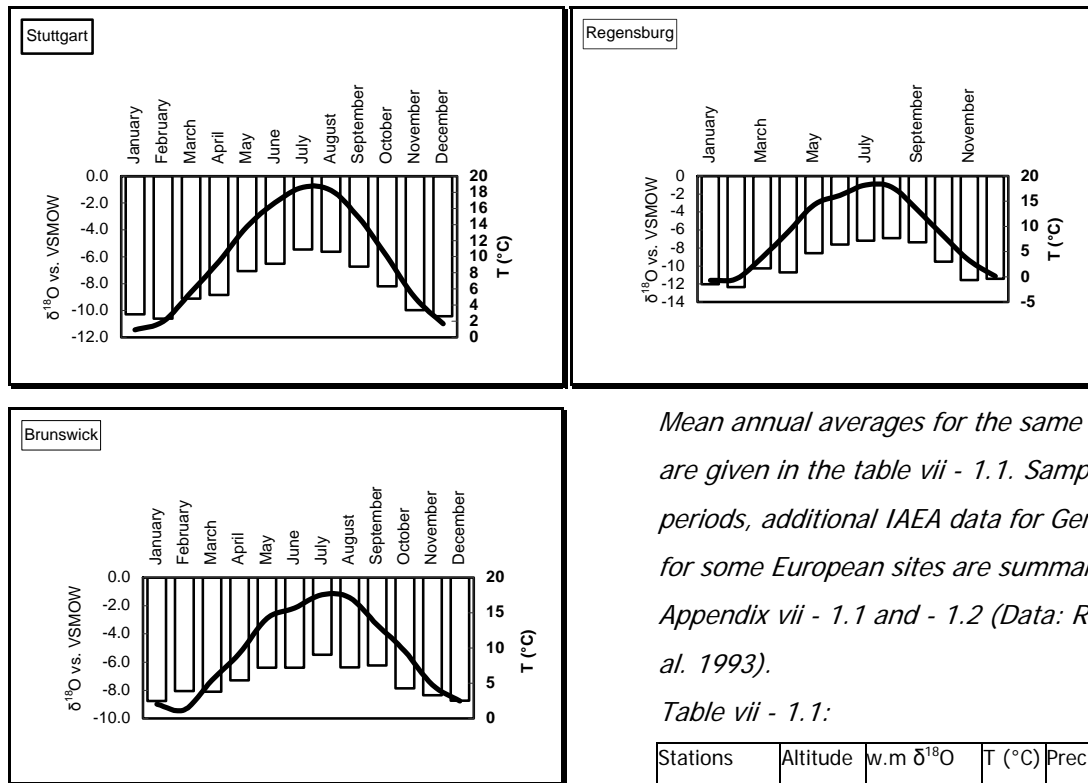 Stuttgart
January
February
March
April
May
June
July
August
September
October
November
December
0.0
-2.0
-4.0
-6.0
-8.0
-10.0
-12.0
δ18O vs. VSMOW
20
18
16
14
12
10
8
6
4
2
0
T (°C)
Regensburg
January
March
May
July
September
November
0
-2
-4
-6
-8
-10
-12
-14
δ18O vs. VSMOW
20
15
10
5
0
-5
T (°C)
Brunswick
January
February
March
April
May
June
July
August
September
October
November
December
0.0
-2.0
-4.0
-6.0
-8.0
-10.0
δ18O vs. VSMOW
20
15
10
5
0
T (°C)
Mean annual averages for the same
are given in the table vii - 1.1. Samp
periods, additional IAEA data for Ger
for some European sites are summa
Appendix vii - 1.1 and - 1.2 (Data: R
al. 1993).
Table vii - 1.1:
Stations Altitude w.m δ18O T (°C) Prec